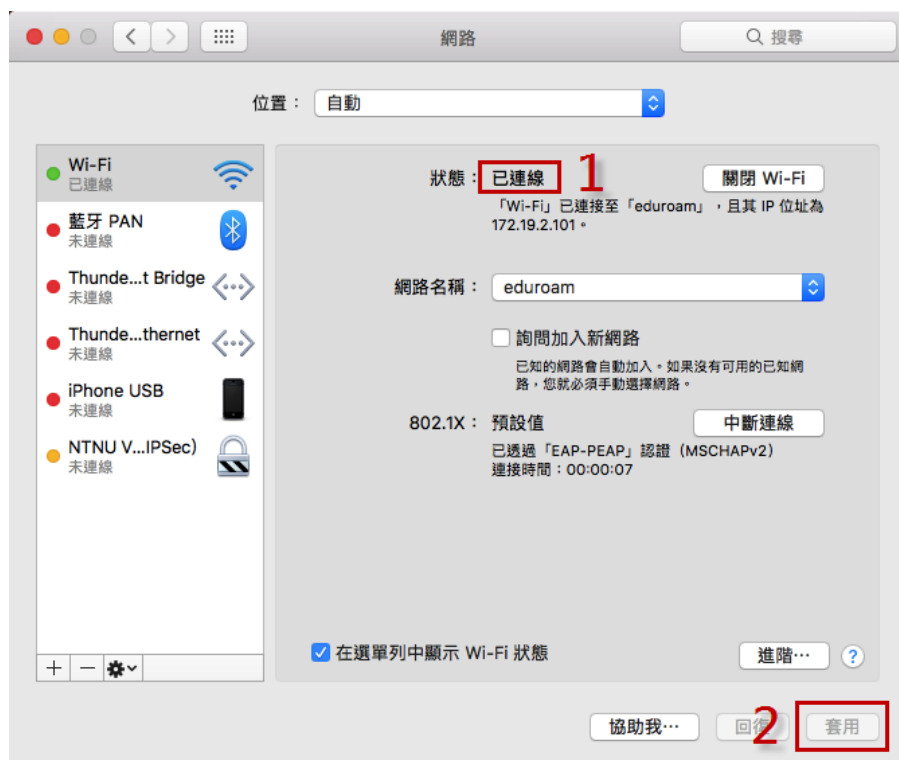 網路
搜尋
位置： 自動
Wi-Fi
已連線
藍牙 PAN
未連線
Thunde...t Bridge
未連線
Thunde...thernet
未連線
iPhone USB
未連線
NTNU V...IPSec)
未連線
狀態： 已連線 1 關閉 Wi-Fi
「Wi-Fi」已連接至「eduroam」，且其 IP 位址為
172.19.2.101。
網路名稱： eduroam
詢問加入新網路
已知的網路會自動加入。如果沒有可用的已知網
路，您就必須手動選擇網路。
802.1X： 預設值 中斷連線
已透過「EAP-PEAP」認證（MSCHAPv2）
連接時間：00:00:07
在選單列中顯示 Wi-Fi 狀態 進階… ?
協助我… 回復 2 套用